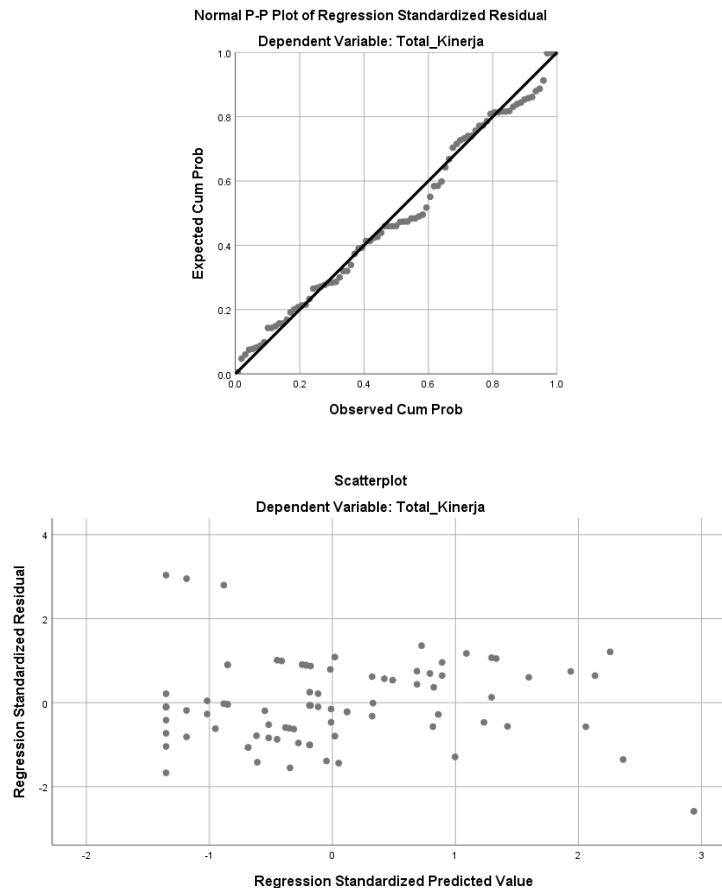 Normal P-P Plot of Regression Standardized Residual
Dependent Variable: Total_Kinerja
1.0
0.8
0.6
0.4
0.2
0.0
Expected Cum Prob
0.0 0.2 0.4 0.6 0.8 1.0
Observed Cum Prob
Scatterplot
Dependent Variable: Total_Kinerja
4
2
0
-2
Regression Standardized Residual
-2 -1 0 1 2 3
Regression Standardized Predicted Value